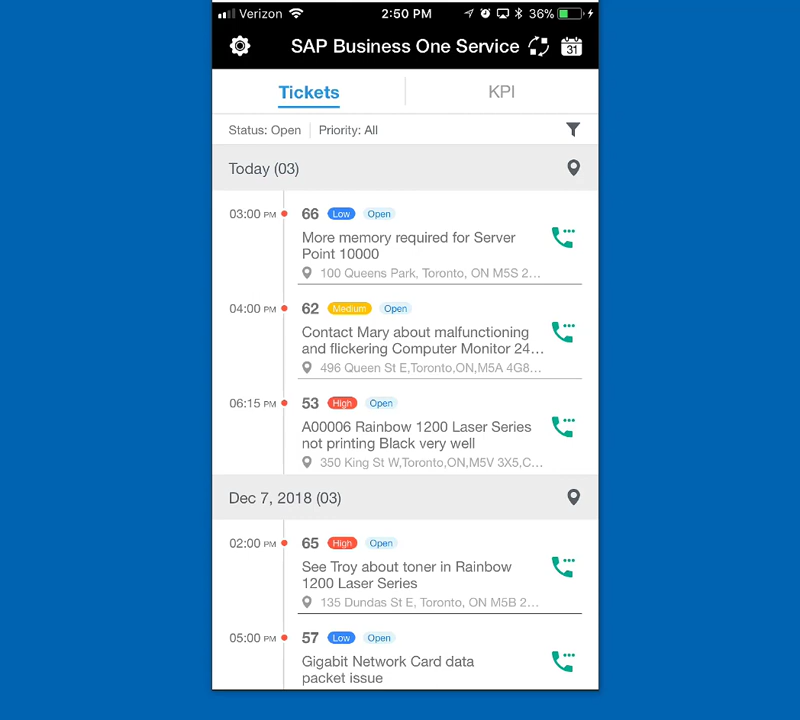 Verizon 2:50 PM 36%
SAP Business One Service 31
Tickets KPI
Status: Open Priority: All
Today (03)
03:00 PM 66 Low Open
More memory required for Server
Point 10000
100 Queens Park, Toronto, ON M5S 2...
04:00 PM 62 Medium Open
Contact Mary about malfunctioning
and flickering Computer Monitor 24...
496 Queen St E,Toronto,ON,M5A 4G8...
06:15 PM 53 High Open
A00006 Rainbow 1200 Laser Series
not printing Black very well
350 King St W,Toronto,ON,M5V 3X5,C...
Dec 7, 2018 (03)
02:00 PM 65 High Open
See Troy about toner in Rainbow
1200 Laser Series
135 Dundas St E, Toronto, ON M5B 2...
05:00 PM 57 Low Open
Gigabit Network Card data
packet issue